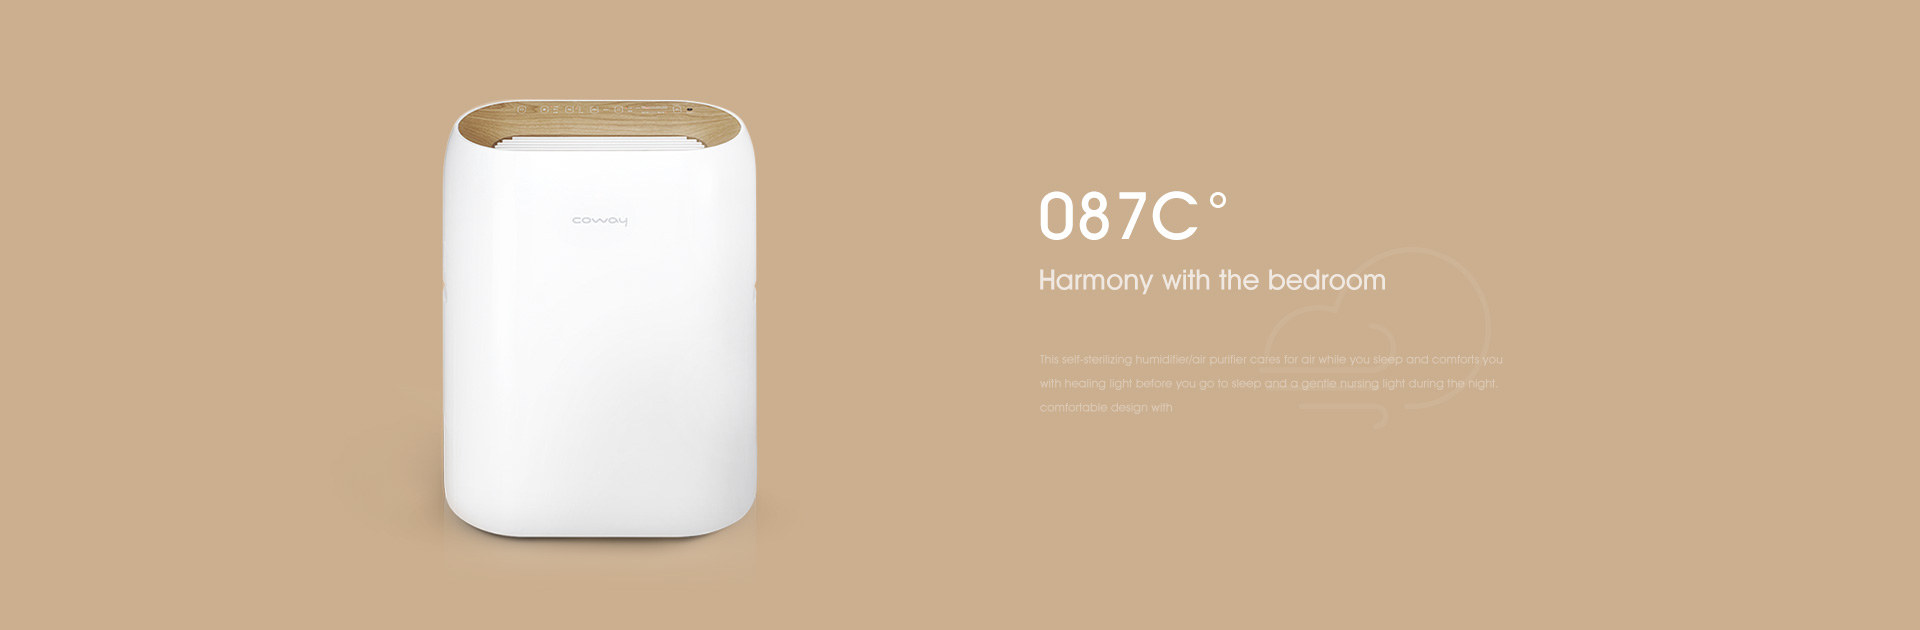 coway
087C°
Harmony with the bedroom
This self-sterilizing humidifier/air purifier cares for air while you sleep and comforts you
with healing light before you go to sleep and a gentle nursing light during the night.
comfortable design with